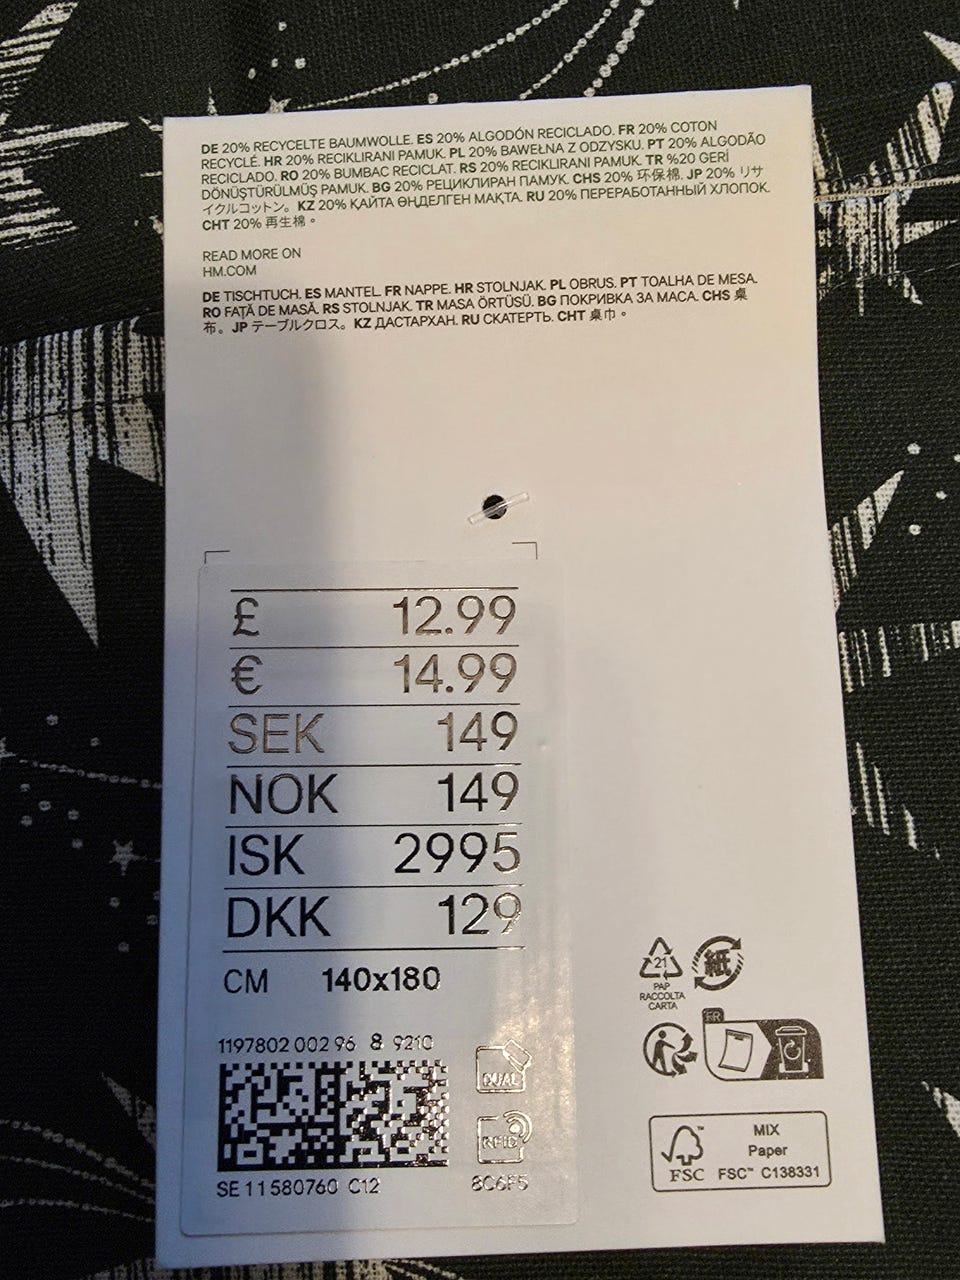 DE 20% RECYCELTE BAUMWOLLE. ES 20% ALGODÓN RECICLADO. FR 20% COTON
RECYCLÉ. HR 20% RECIKLIRANI PAMUK. PL 20% BAWEŁNA Z ODZYSKU. PT 20% ALGODÃO
RECICLADO. RO 20% BUMBAC RECICLAT. RS 20% RECIKLIRANI PAMUK. TR %20 GERİ
DÖNÜŞTÜRÜLMÜŞ PAMUK. BG 20% РЕЦИКЛИРАН ПАМУК. CHS 20% 环保棉. JP 20% リサ
イクルコットン。 KZ 20% ҚАЙТА ӨҢДЕЛГЕН МАҚТА. RU 20% ПЕРЕРАБОТАННЫЙ ХЛОПОК.
CHT 20% 再生棉。
READ MORE ON
HM.COM
DE TISCHTUCH. ES MANTEL. FR NAPPE. HR STOLNJAK. PL OBRUS. PT TOALHA DE MESA.
RO FAȚĂ DE MASĂ. RS STOLNJAK. TR MASA ÖRTÜSÜ. BG ПОКРИВКА ЗА МАСА. CHS 桌
布。 JP テーブルクロス。 KZ ДАСТАРХАН. RU СКАТЕРТЬ. CHT 桌巾。
£ 12.99
€ 14.99
SEK 149
NOK 149
ISK 2995
DKK 129
CM 140x180
1197802 002 96 8 9210
DUAL
RFID
SE 11580760 C12
8C6F5
21
PAP
RACCOLTA
CARTA
紙
FR
MIX
Paper
FSC
FSC™ C138331